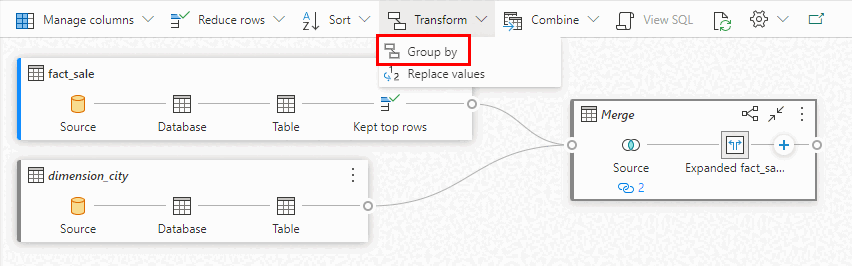 Manage columns Reduce rows Sort Transform Combine View SQL
Group by
Replace values
fact_sale
Source Database Table Kept top rows
dimension_city
Source Database Table
Merge
Source Expanded fact_sa...
2